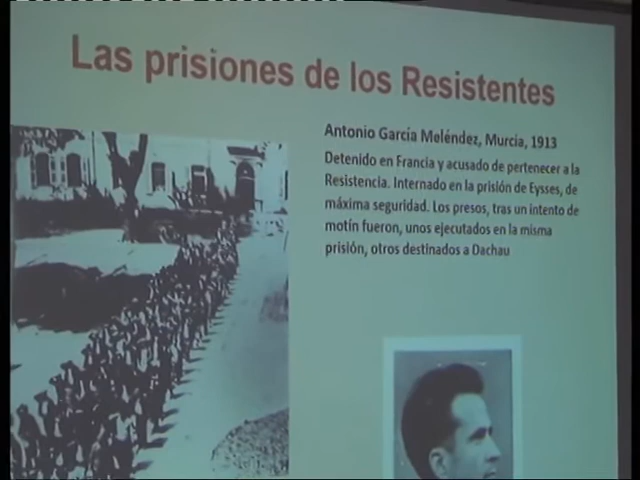 Las prisiones de los Resistentes
Antonio García Meléndez, Murcia, 1913
Detenido en Francia y acusado de pertenecer a la
Resistencia. Internado en la prisión de Eysses, de
máxima seguridad. Los presos, tras un intento de
motín fueron, unos ejecutados en la misma
prisión, otros destinados a Dachau